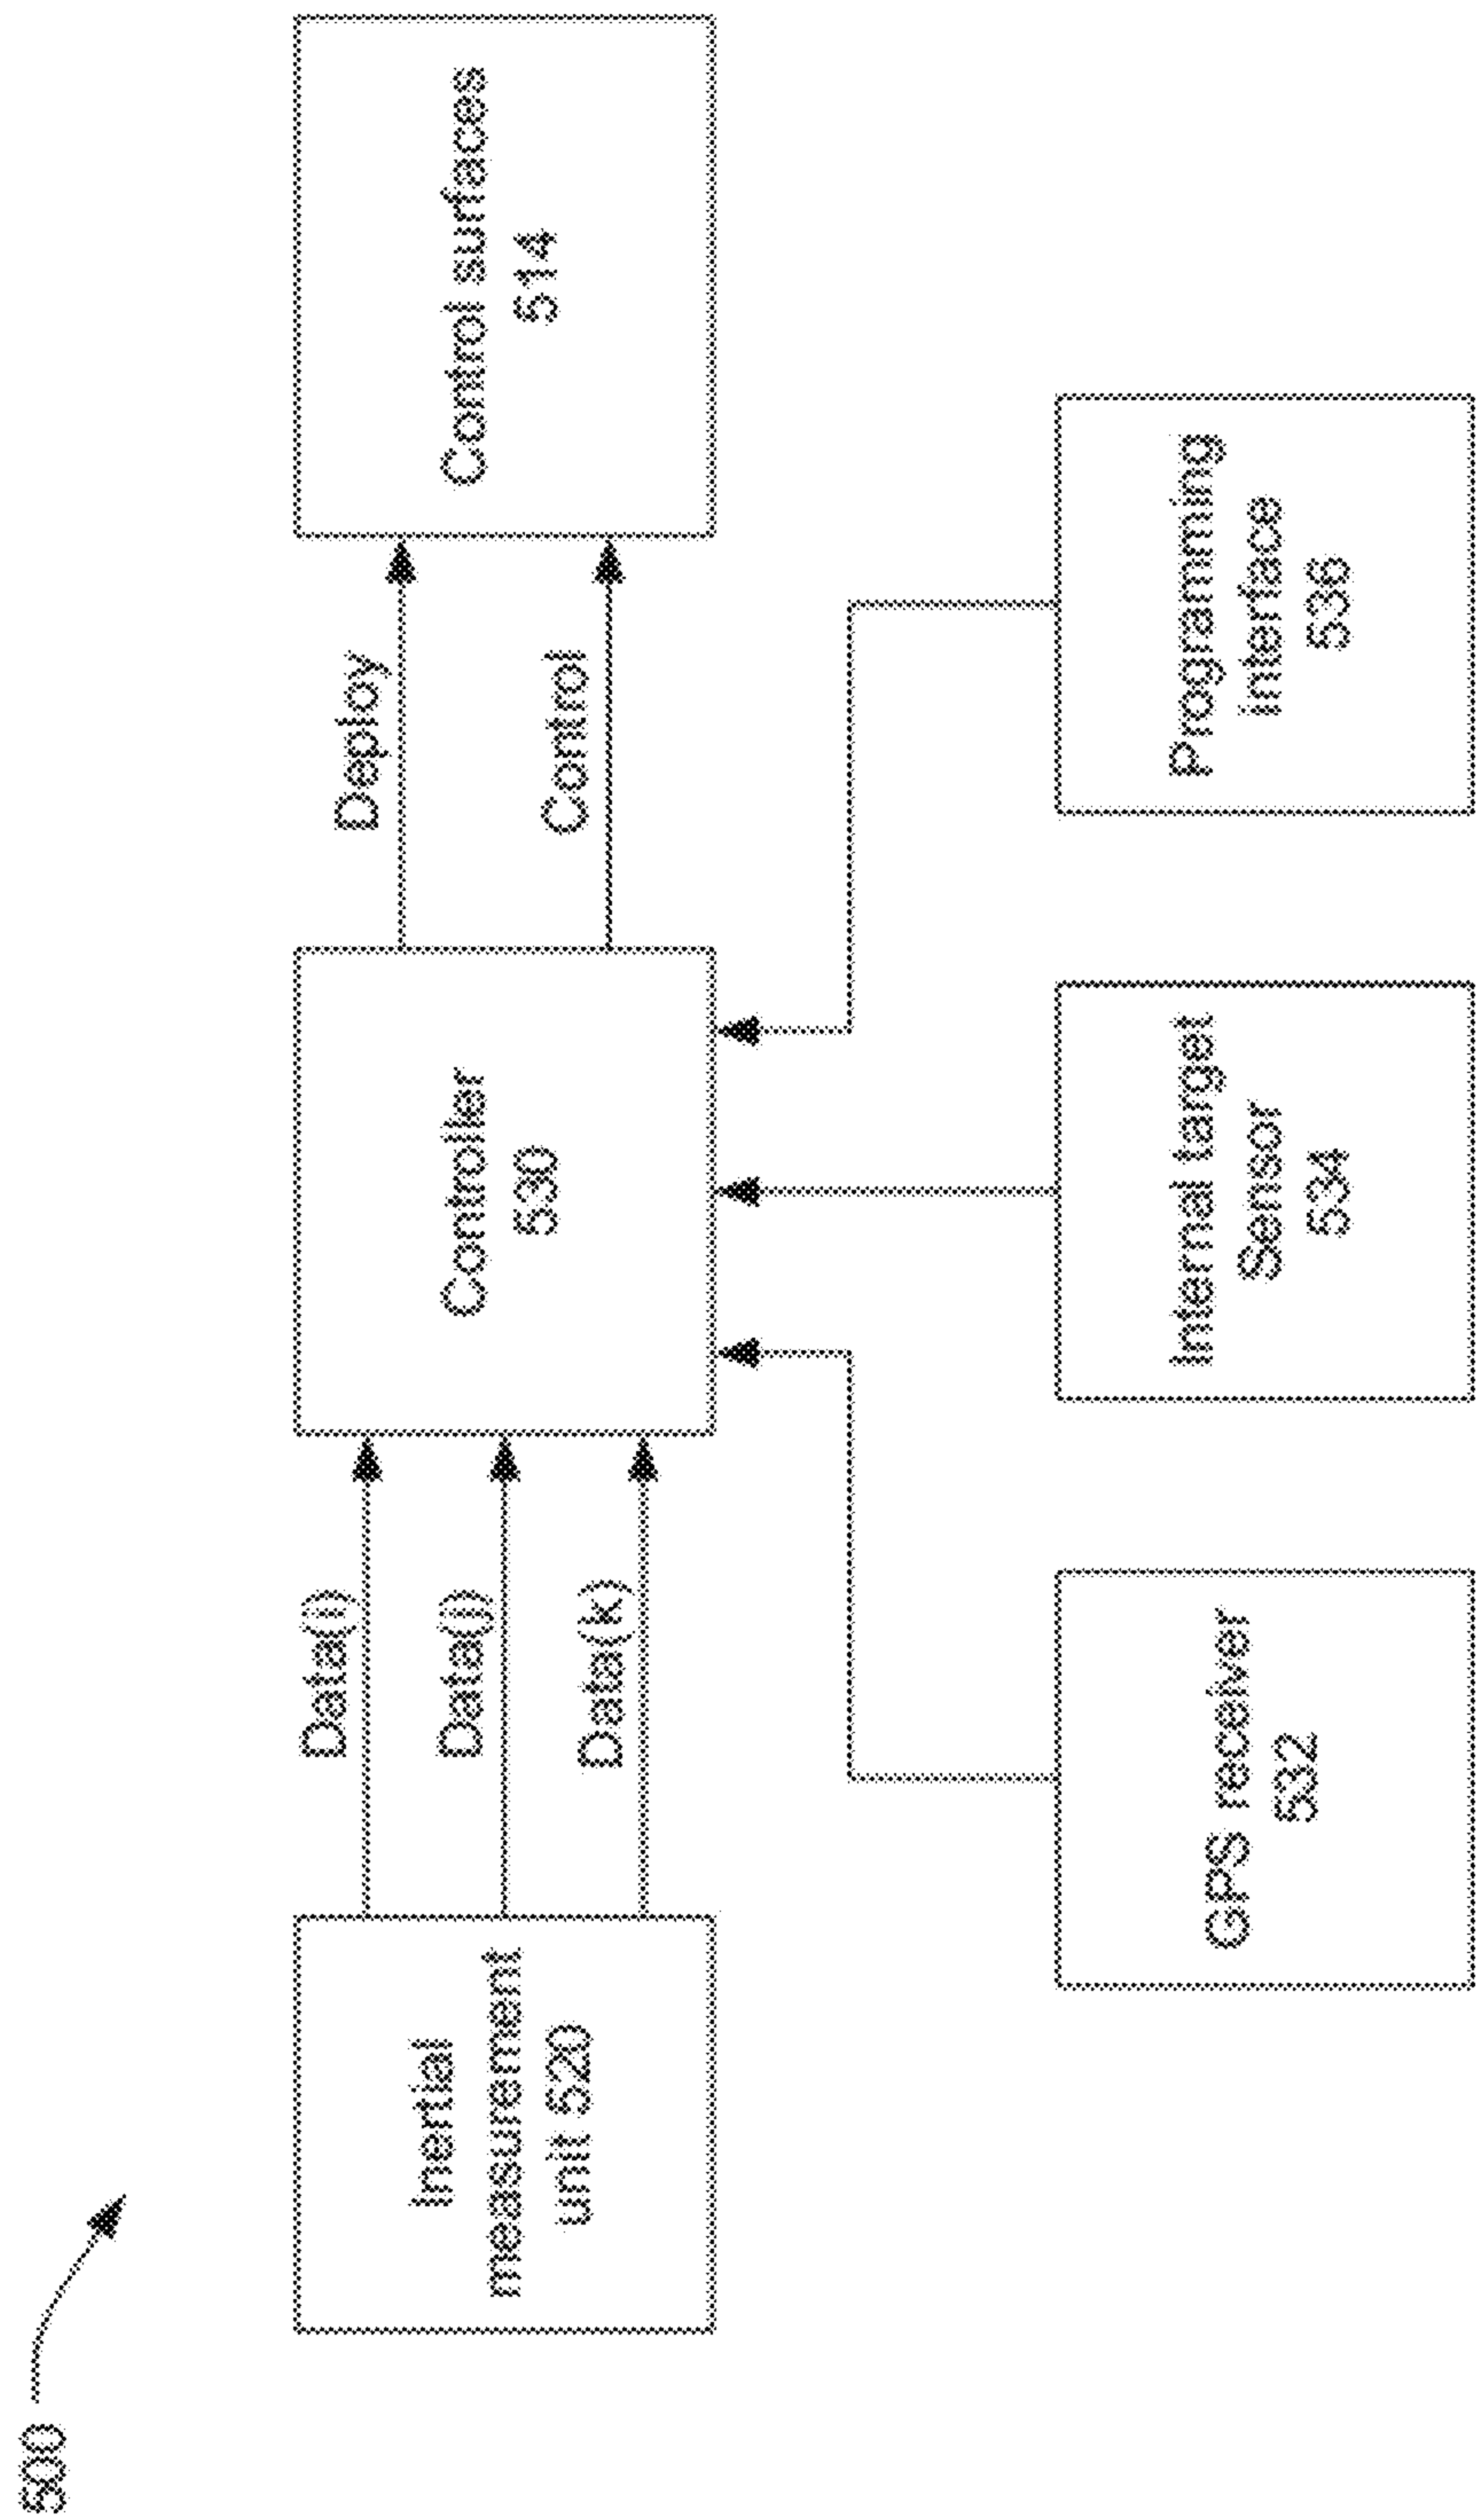 500
Inertial
measurement
unit 520
Data(i)
Data(j)
Data(k)
Controller
530
Deploy
Control
Control surfaces
514
GPS receiver
532
Internal target
Sensor
534
Programming
interface
536